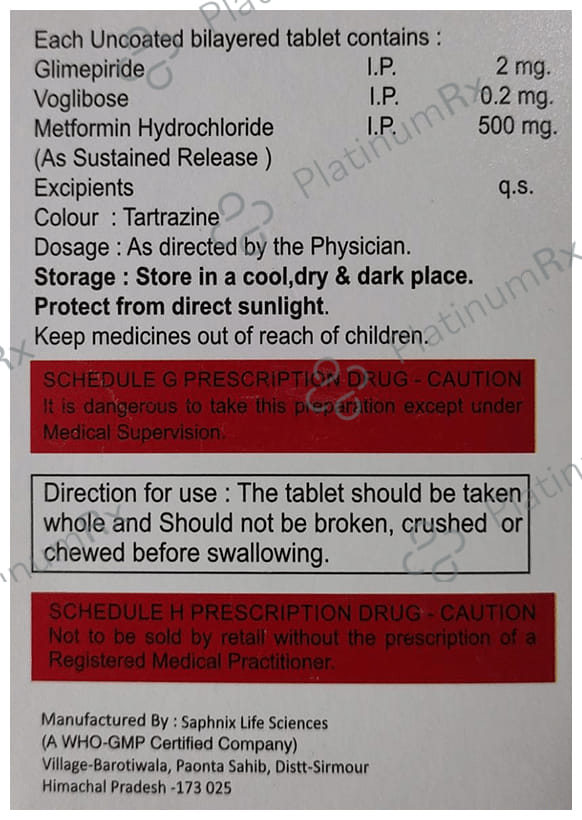 Each Uncoated bilayered tablet contains :
Glimepiride I.P. 2 mg.
Voglibose I.P. 0.2 mg.
Metformin Hydrochloride I.P. 500 mg.
(As Sustained Release )
Excipients q.s.
Colour : Tartrazine
Dosage : As directed by the Physician.
Storage : Store in a cool,dry & dark place.
Protect from direct sunlight.
Keep medicines out of reach of children.
SCHEDULE G PRESCRIPTION DRUG - CAUTION
It is dangerous to take this preparation except under
Medical Supervision.
Direction for use : The tablet should be taken
whole and Should not be broken, crushed or
chewed before swallowing.
SCHEDULE H PRESCRIPTION DRUG - CAUTION
Not to be sold by retail without the prescription of a
Registered Medical Practitioner.
Manufactured By : Saphnix Life Sciences
(A WHO-GMP Certified Company)
Village-Barotiwala, Paonta Sahib, Distt-Sirmour
Himachal Pradesh -173 025
PlatinumRx
PlatinumRx